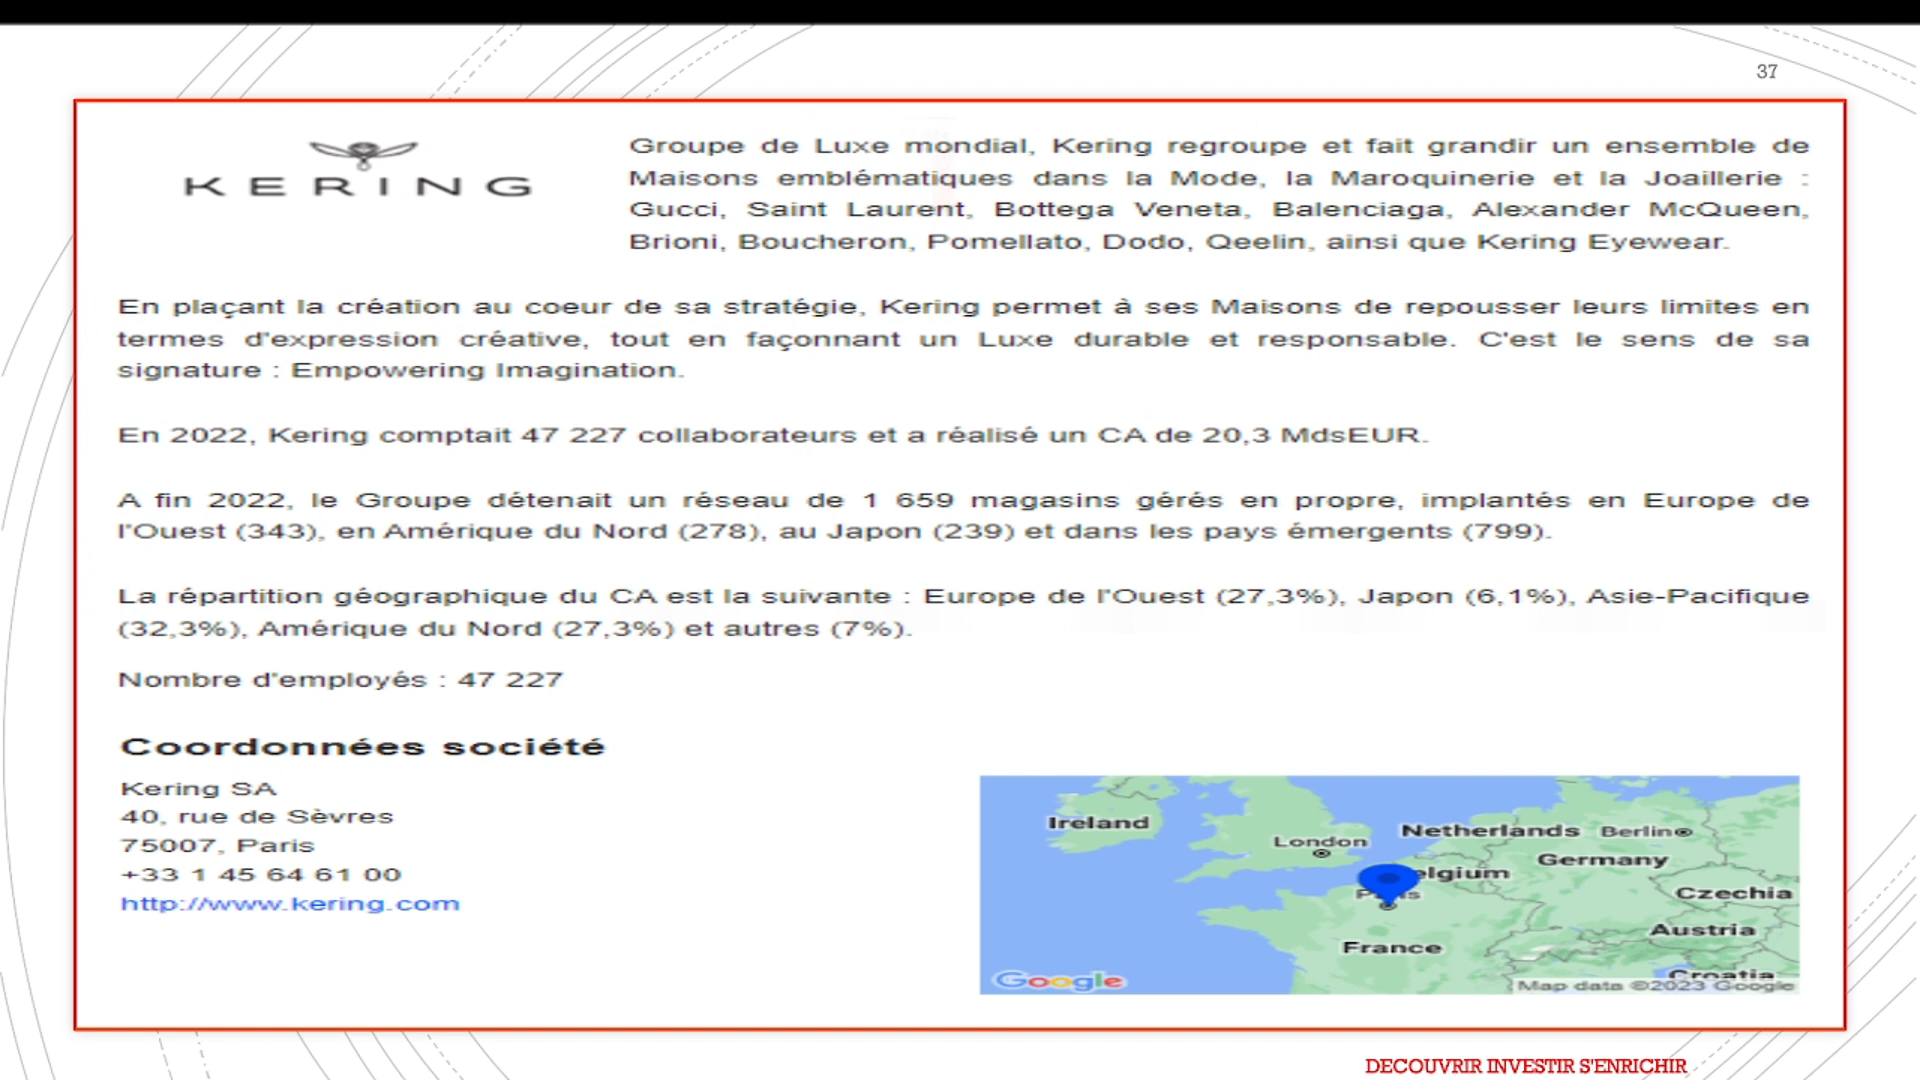 37
KERING
Groupe de Luxe mondial, Kering regroupe et fait grandir un ensemble de
Maisons emblématiques dans la Mode, la Maroquinerie et la Joaillerie :
Gucci, Saint Laurent, Bottega Veneta, Balenciaga, Alexander McQueen,
Brioni, Boucheron, Pomellato, Dodo, Qeelin, ainsi que Kering Eyewear.
En plaçant la création au coeur de sa stratégie, Kering permet à ses Maisons de repousser leurs limites en
termes d'expression créative, tout en façonnant un Luxe durable et responsable. C'est le sens de sa
signature : Empowering Imagination.
En 2022, Kering comptait 47 227 collaborateurs et a réalisé un CA de 20,3 MdsEUR.
A fin 2022, le Groupe détenait un réseau de 1 659 magasins gérés en propre, implantés en Europe de
l'Ouest (343), en Amérique du Nord (278), au Japon (239) et dans les pays émergents (799).
La répartition géographique du CA est la suivante : Europe de l'Ouest (27,3%), Japon (6,1%), Asie-Pacifique
(32,3%), Amérique du Nord (27,3%) et autres (7%).
Nombre d'employés : 47 227
Coordonnées société
Kering SA
40, rue de Sèvres
75007, Paris
+33 1 45 64 61 00
http://www.kering.com
Ireland
London
Netherlands
Berlin
Germany
elgium
Czechia
Austria
France
Croatia
Google
Map data ©2023 Google
DECOUVRIR INVESTIR S'ENRICHIR